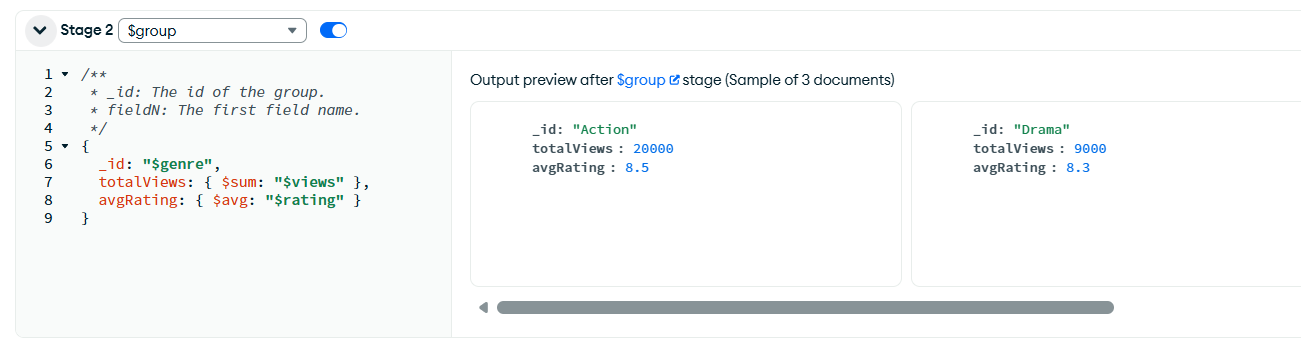 Stage 2 $group
1 /**
2 * _id: The id of the group.
3 * fieldN: The first field name.
4 */
5 {
6 _id: "$genre",
7 totalViews: { $sum: "$views" },
8 avgRating: { $avg: "$rating" }
9 }
Output preview after $group stage (Sample of 3 documents)
_id: "Action"
totalViews : 20000
avgRating : 8.5
_id: "Drama"
totalViews : 9000
avgRating : 8.3